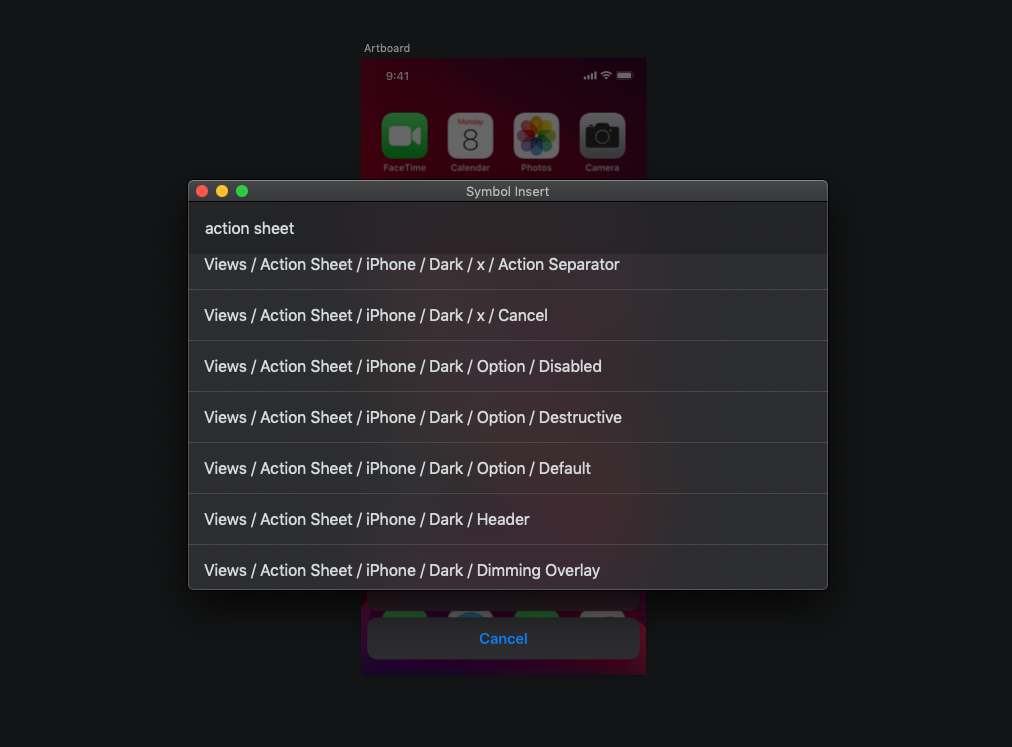 Artboard
9:41
Monday
8
FaceTime Calendar Photos Camera
Symbol Insert
action sheet
Views / Action Sheet / iPhone / Dark / x / Action Separator
Views / Action Sheet / iPhone / Dark / x / Cancel
Views / Action Sheet / iPhone / Dark / Option / Disabled
Views / Action Sheet / iPhone / Dark / Option / Destructive
Views / Action Sheet / iPhone / Dark / Option / Default
Views / Action Sheet / iPhone / Dark / Header
Views / Action Sheet / iPhone / Dark / Dimming Overlay
Cancel